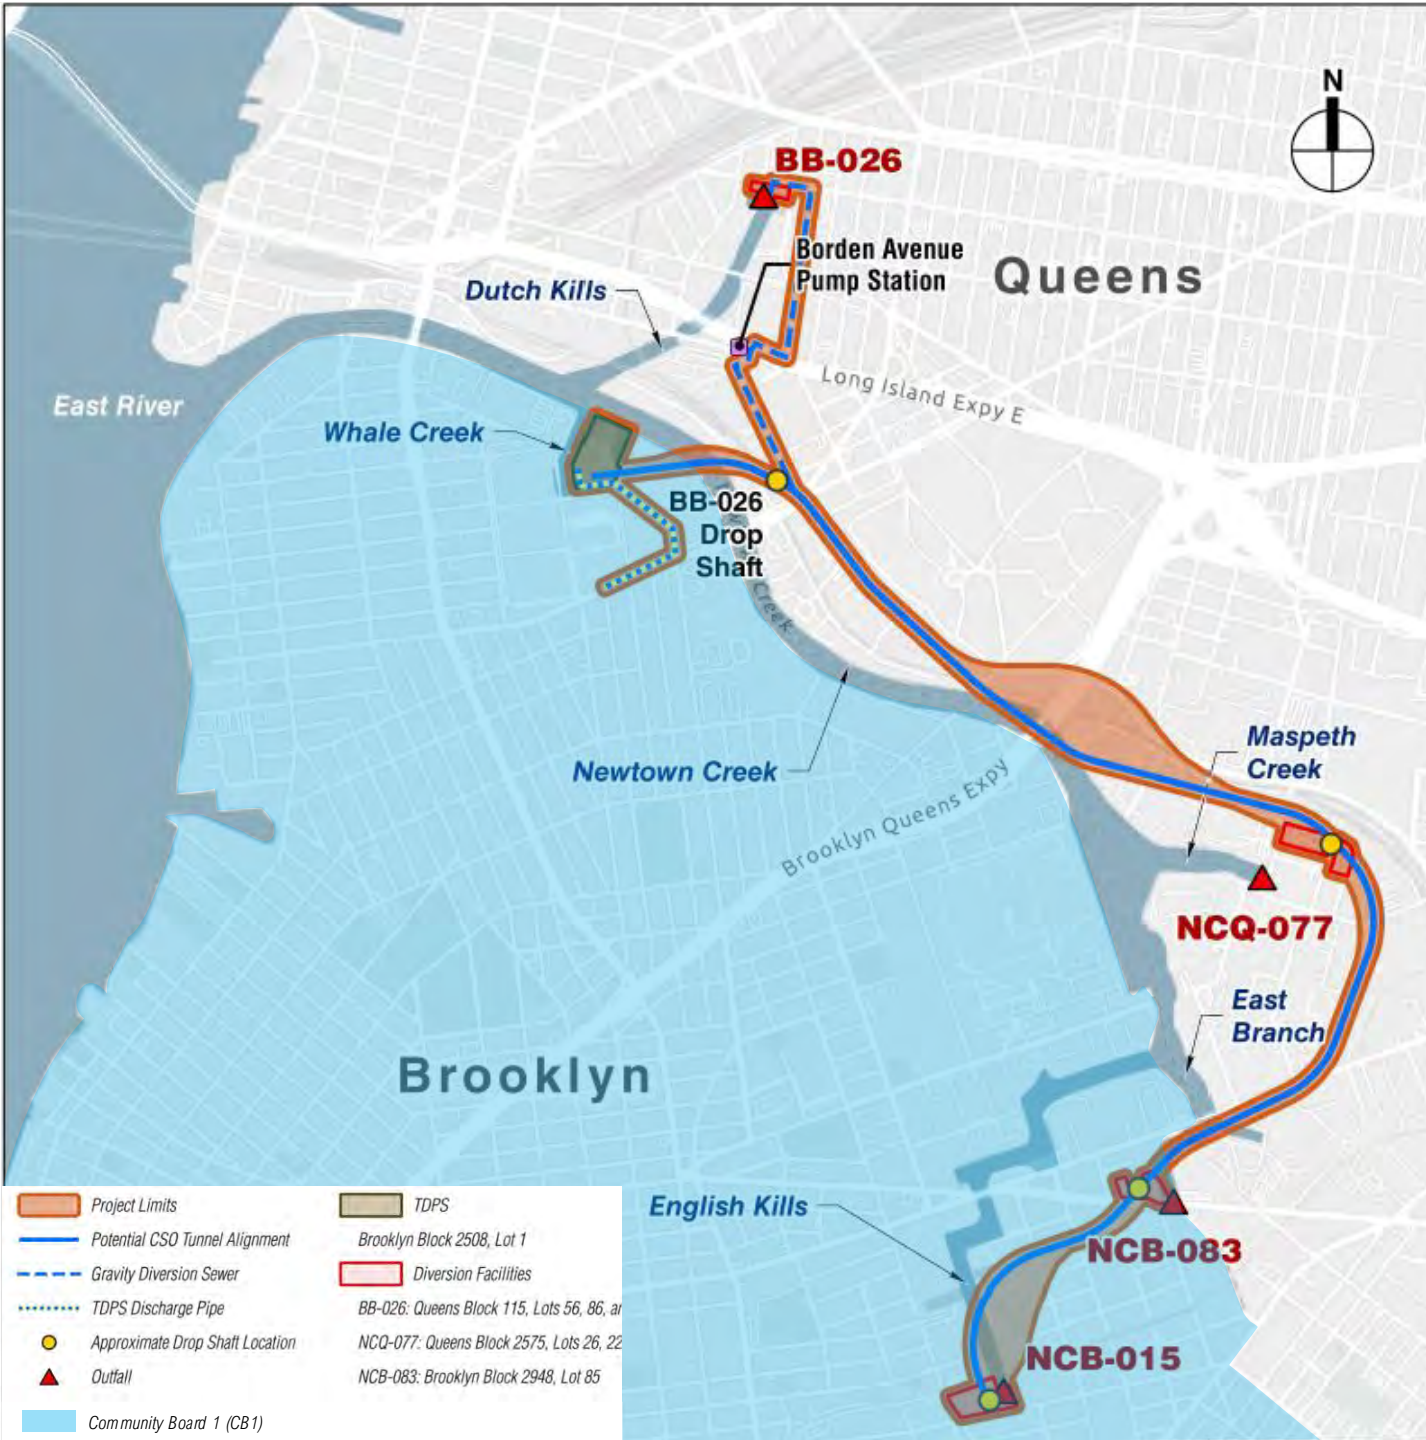 N
BB-026
Borden Avenue
Pump Station
Queens
Dutch Kills
Long Island Expy E
East River
Whale Creek
BB-026
Drop
Shaft
Creek
Newtown Creek
Brooklyn Queens Expy
Maspeth
Creek
NCQ-077
East
Branch
Brooklyn
English Kills
NCB-083
NCB-015
Project Limits
Potential CSO Tunnel Alignment
Gravity Diversion Sewer
TDPS Discharge Pipe
Approximate Drop Shaft Location
Outfall
Community Board 1 (CB1)
TDPS
Brooklyn Block 2508, Lot 1
Diversion Facilities
BB-026: Queens Block 115, Lots 56, 86, a
NCQ-077: Queens Block 2575, Lots 26, 22
NCB-083: Brooklyn Block 2948, Lot 85